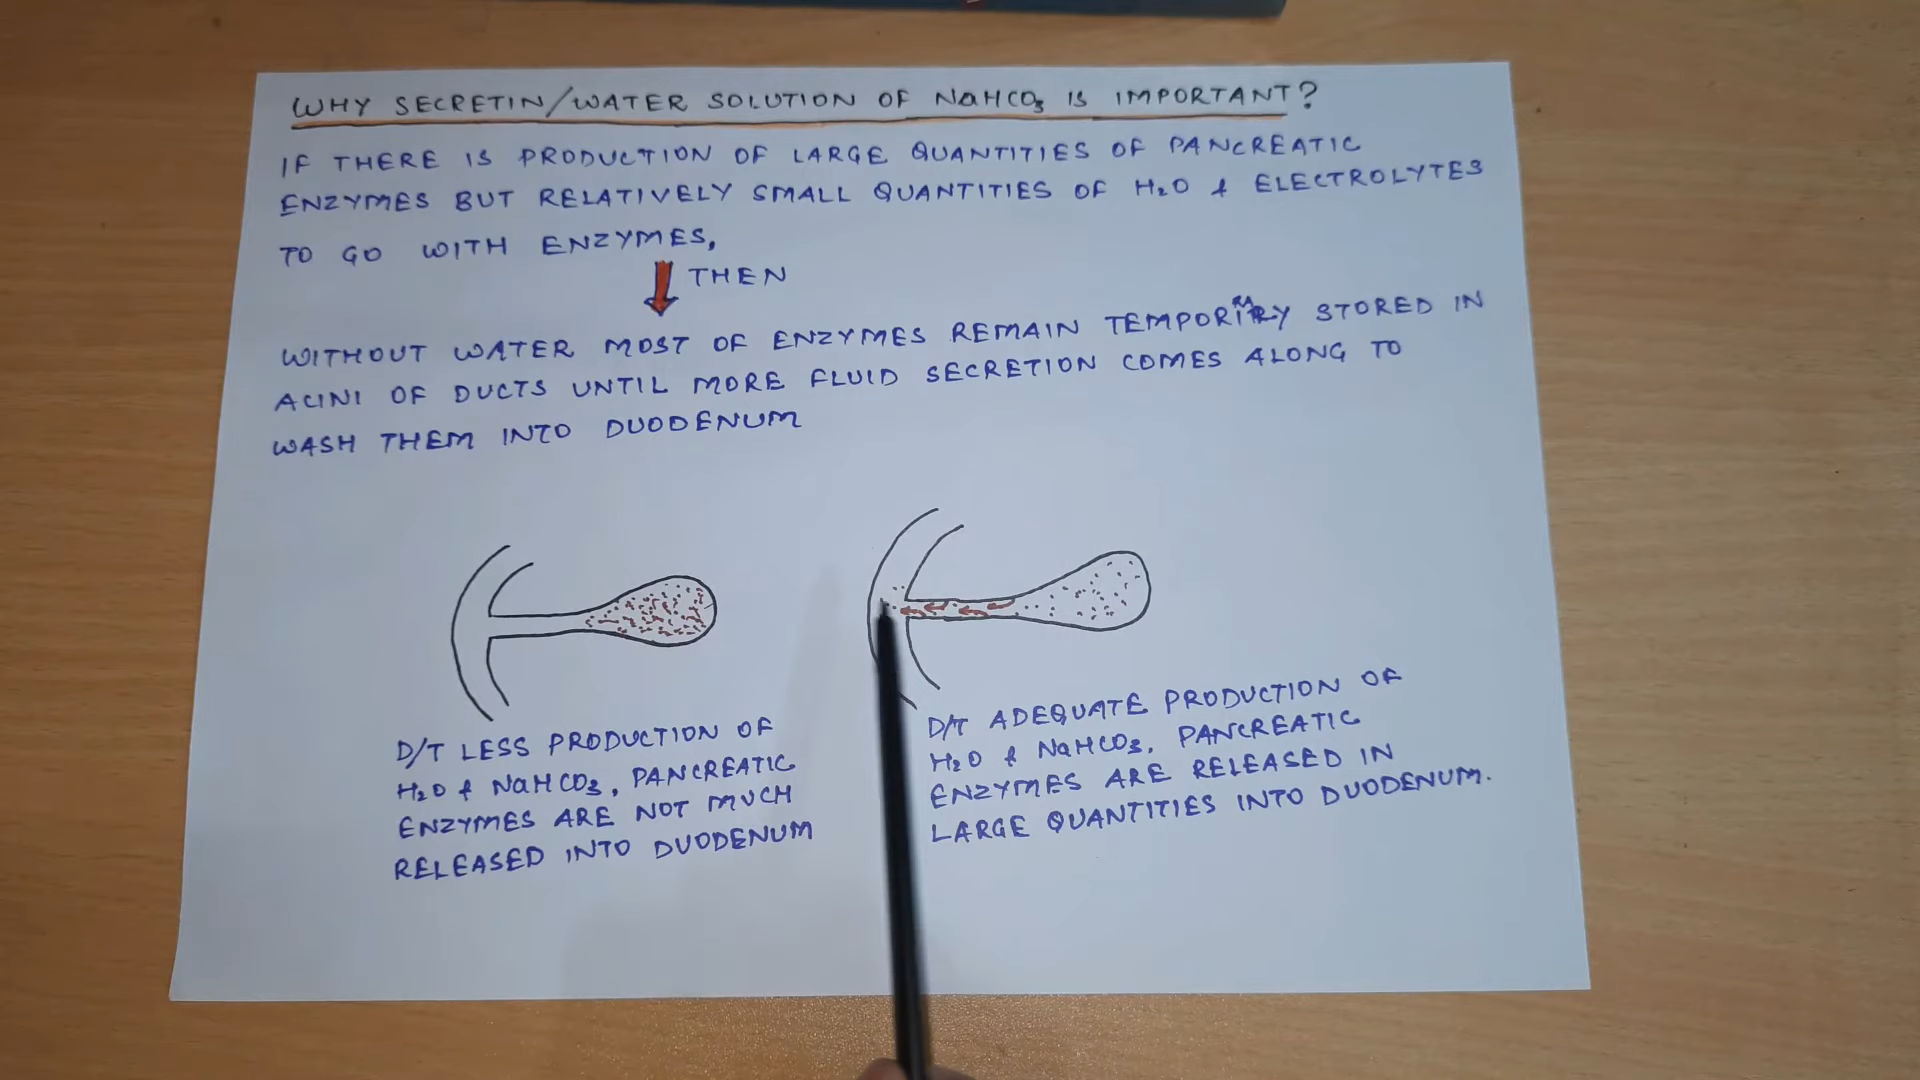 WHY SECRETIN/WATER SOLUTION OF NaHCO₃ IS IMPORTANT?
IF THERE IS PRODUCTION OF LARGE QUANTITIES OF PANCREATIC
ENZYMES BUT RELATIVELY SMALL QUANTITIES OF H₂O & ELECTROLYTES
TO GO WITH ENZYMES,
THEN
WITHOUT WATER MOST OF ENZYMES REMAIN STORED IN
ACINI OF DUCTS UNTIL MORE FLUID SECRETION COMES ALONG TO
WASH THEM INTO DUODENUM
D/T LESS PRODUCTION OF
H₂O & NaHCO₃, PANCREATIC
ENZYMES ARE NOT MUCH
RELEASED INTO DUODENUM
D/T ADEQUATE PRODUCTION OF
H₂O & NaHCO₃, PANCREATIC
ENZYMES ARE RELEASED IN
LARGE QUANTITIES INTO DUODENUM.